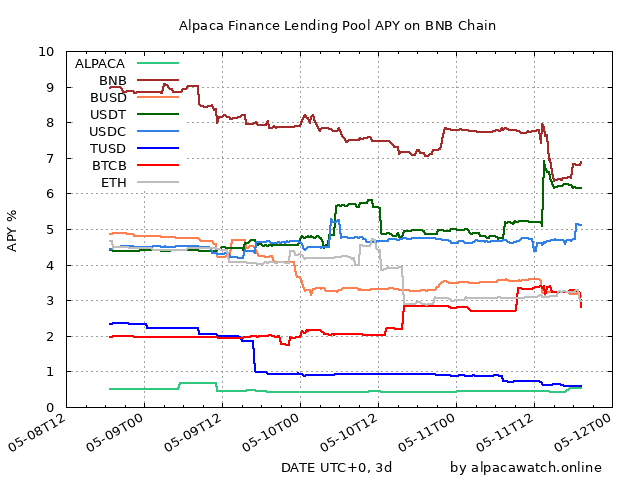 Alpaca Finance Lending Pool APY on BNB Chain
10
9
8
7
6
5
4
3
2
1
0
APY %
ALPACA
BNB
BUSD
USDT
USDC
TUSD
BTCB
ETH
05-08T12
05-09T00
05-09T12
05-10T00
05-10T12
05-11T00
05-11T12
05-12T00
DATE UTC+0, 3d
by alpacawatch.online